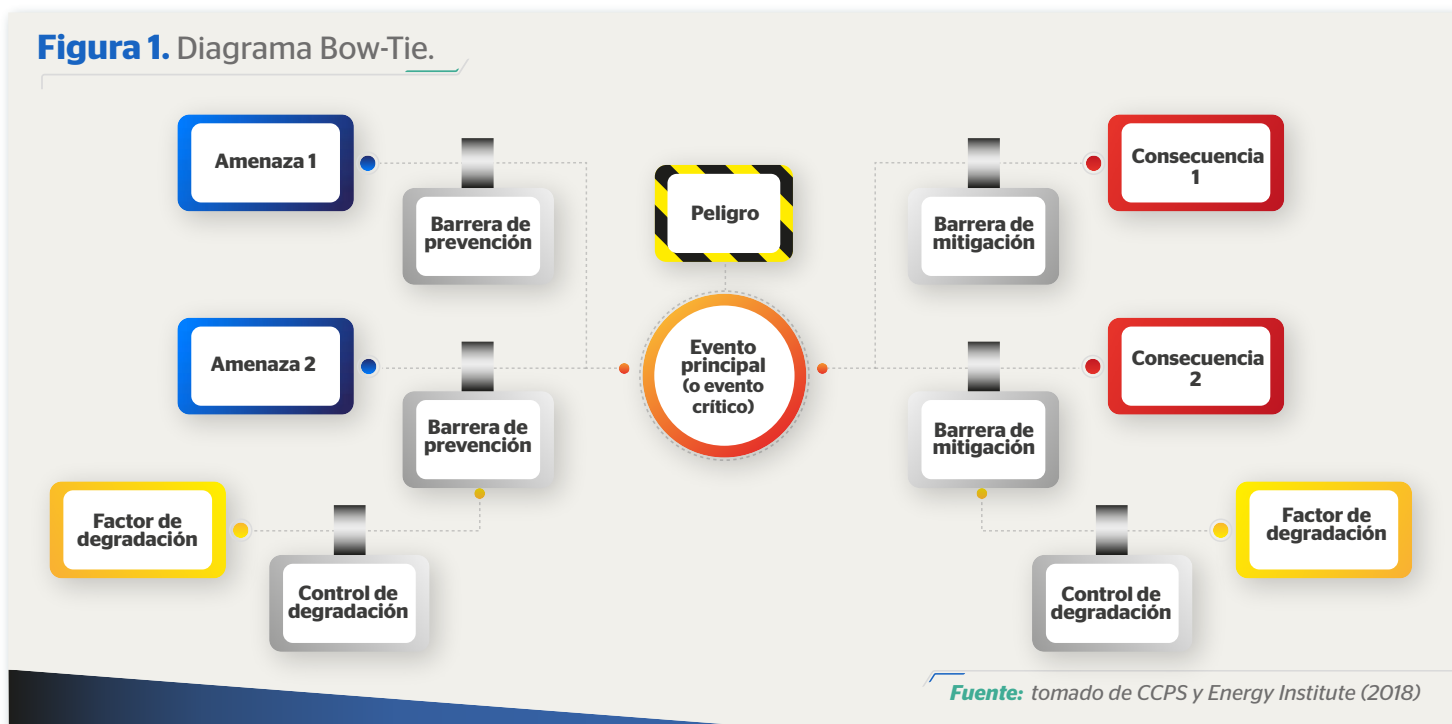 Figura 1. Diagrama Bow-Tie.
Amenaza 1
Barrera de
prevención
Peligro
Barrera de
mitigación
Consecuencia
1
Amenaza 2
Barrera de
prevención
Evento
principal
(o evento
crítico)
Barrera de
mitigación
Consecuencia
2
Factor de
degradación
Control de
degradación
Control de
degradación
Factor de
degradación
Fuente: tomado de CCPS y Energy Institute (2018)